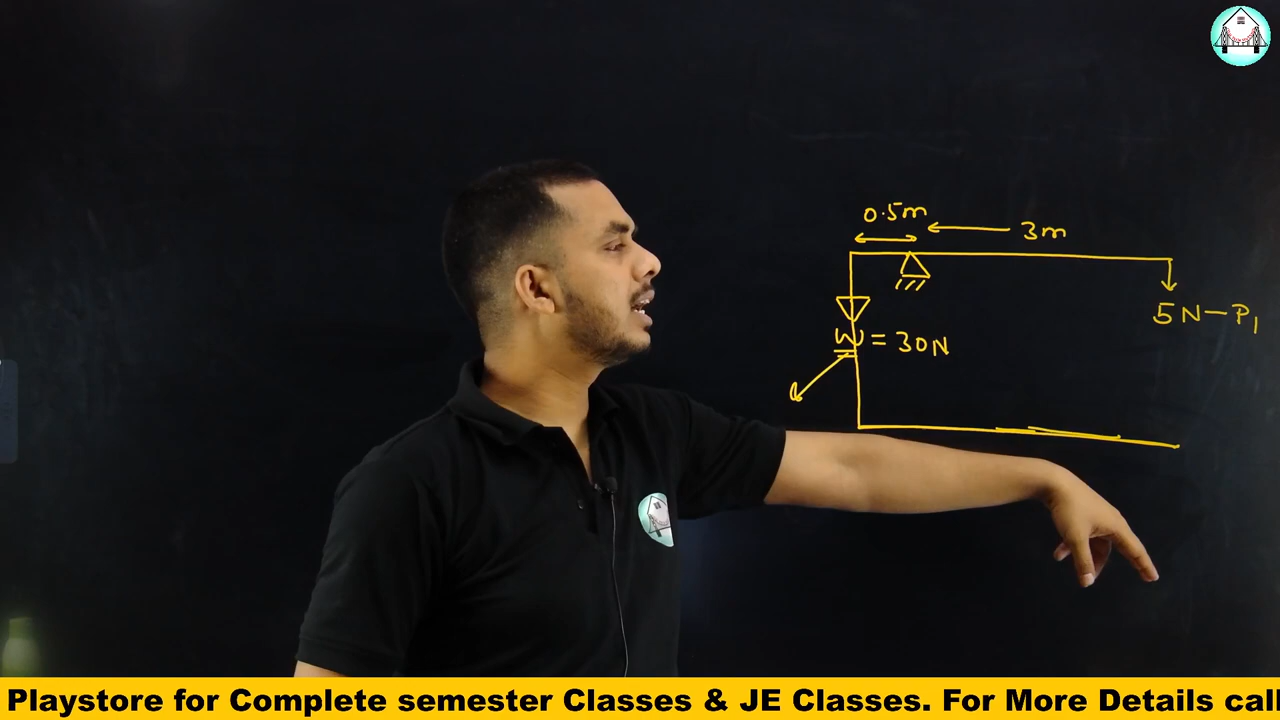 0.5m
3m
5N-P₁
W = 30N
Playstore for Complete semester Classes & JE Classes. For More Details call